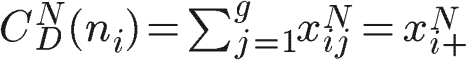 $C_D^N(n_i) = \sum_{j=1}^{g} x_{ij}^N = x_{i+}^N$